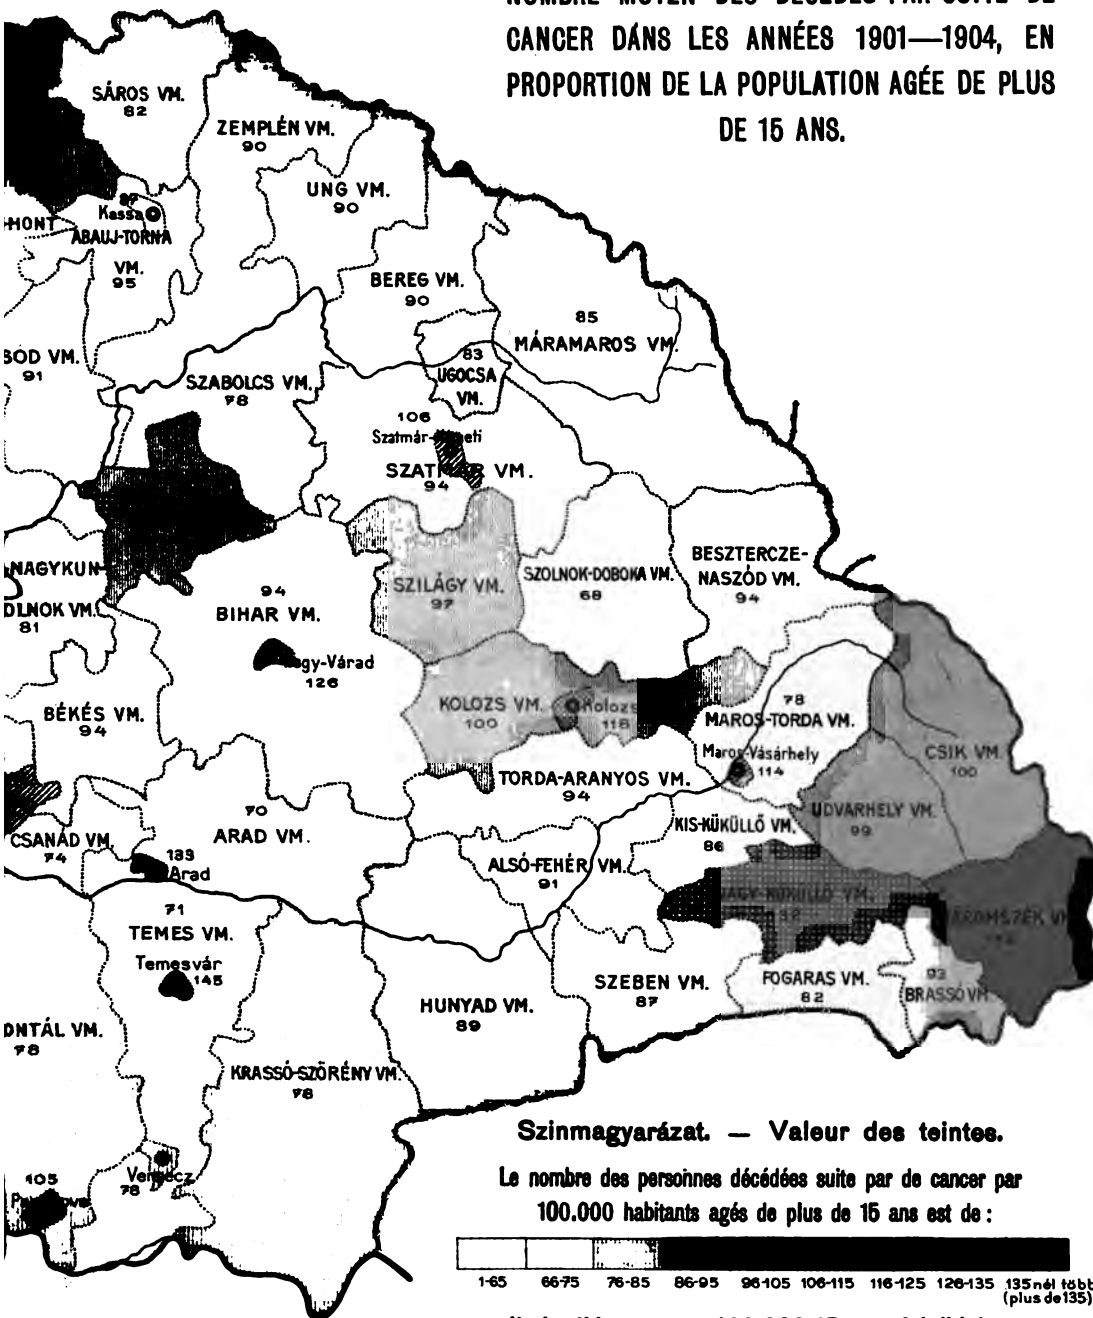 CANCER DANS LES ANNÉES 1901—1904, EN
PROPORTION DE LA POPULATION AGÉE DE PLUS
DE 15 ANS.
SÁROS VM.
82
ZEMPLÉN VM.
90
UNG VM.
90
Kassa
ABAUJ-TORNA
VM.
95
BEREG VM.
90
85
MÁRAMAROS VM.
83
UGOCSA
VM.
VM.
91
SZABOLCS VM.
78
106
SZATMÁR VM.
94
BESZTERCZE-
NASZÓD VM.
94
SZILÁGY VM.
97
SZOLNOK-DOBOKA VM.
68
NAGYKUN
VM.
81
94
BIHAR VM.
126
BÉKÉS VM.
94
KOLOZS VM.
100
Kolozs
118
78
MAROS-TORDA VM.
Maros-Vásárhely
114
CSIK VM.
100
TORDA-ARANYOS VM.
94
UDVARHELY VM.
99
CSANÁD VM.
74
70
ARAD VM.
133
Arad
KIS-KÜKÜLLŐ VM.
86
ALSÓ-FEHÉR VM.
91
71
TEMES VM.
Temesvár
145
SZEBEN VM.
87
FOGARAS VM.
82
93
BRASSÓ VM.
HUNYAD VM.
89
ONTÁL VM.
78
KRASSÓ-SZÖRÉNY VM.
78
105
78
Szinmagyarázat. — Valeur des teintes.
Le nombre des personnes décédées suite par de cancer par
100.000 habitants agés de plus de 15 ans est de :
1-65 66-75 76-85 86-95 96-105 106-115 116-125 126-135 135 nél több
(plus de 135)